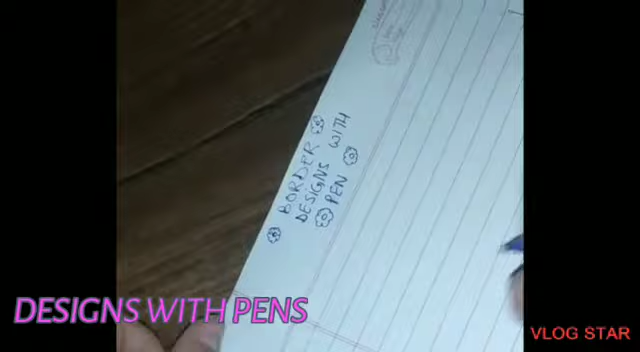 BORDER
DESIGNS WITH
PEN
DESIGNS WITH PENS
VLOG STAR